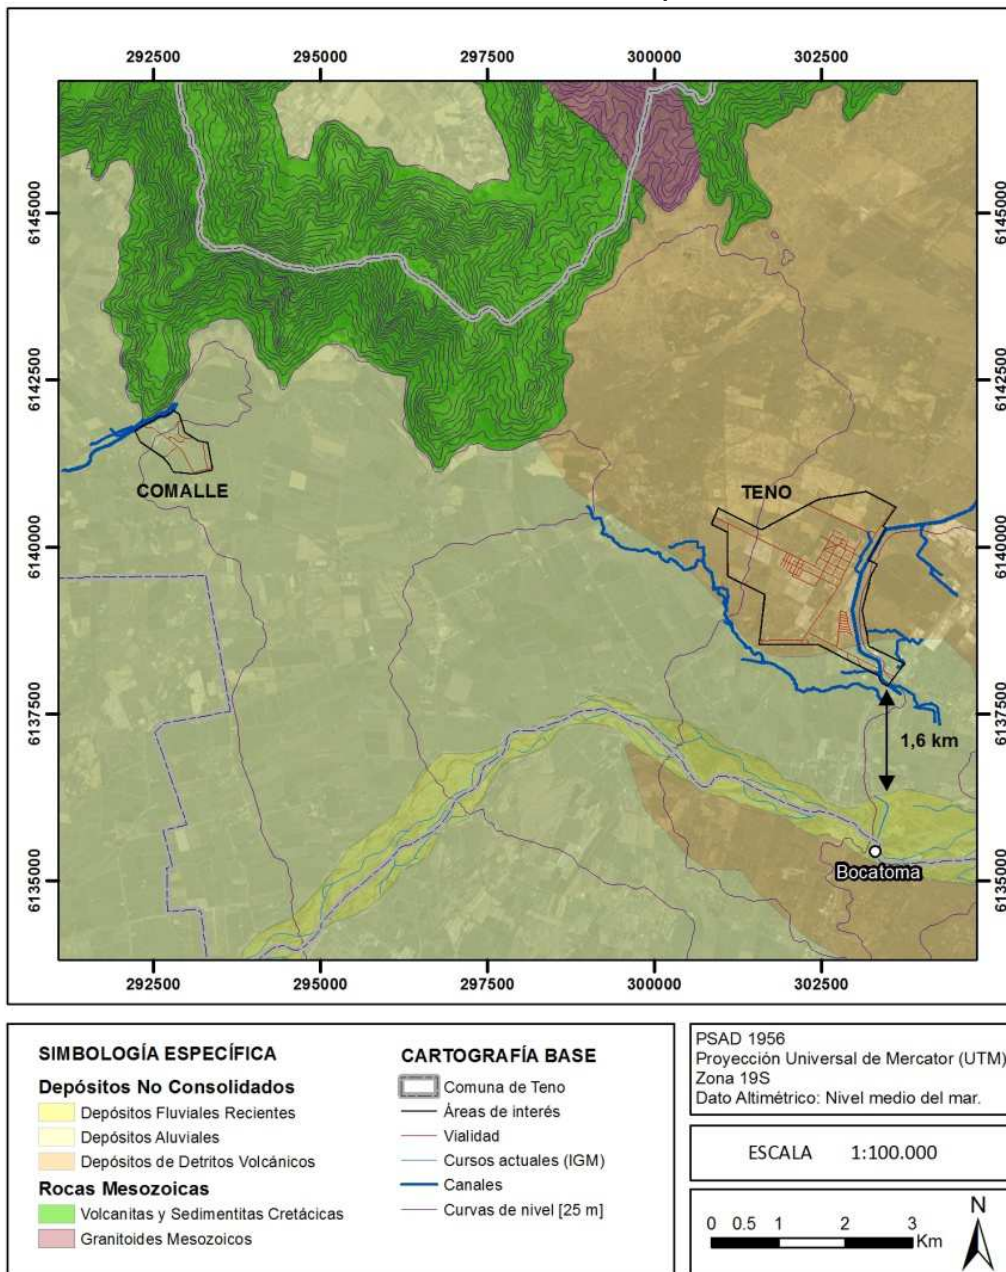 292500 295000 297500 300000 302500
6145000 6145000
6142500 6142500
COMALLE
TENO
6140000 6140000
6137500 6137500
1,6 km
Bocatoma
6135000 6135000
292500 295000 297500 300000 302500
SIMBOLOGÍA ESPECÍFICA
Depósitos No Consolidados
Depósitos Fluviales Recientes
Depósitos Aluviales
Depósitos de Detritos Volcánicos
Rocas Mesozoicas
Volcanitas y Sedimentitas Cretácicas
Granitoides Mesozoicos
CARTOGRAFÍA BASE
Comuna de Teno
Áreas de interés
Vialidad
Cursos actuales (IGM)
Canales
Curvas de nivel [25 m]
PSAD 1956
Proyección Universal de Mercator (UTM)
Zona 19S
Dato Altimétrico: Nivel medio del mar.
ESCALA 1:100.000
N
0 0.5 1 2 3
Km